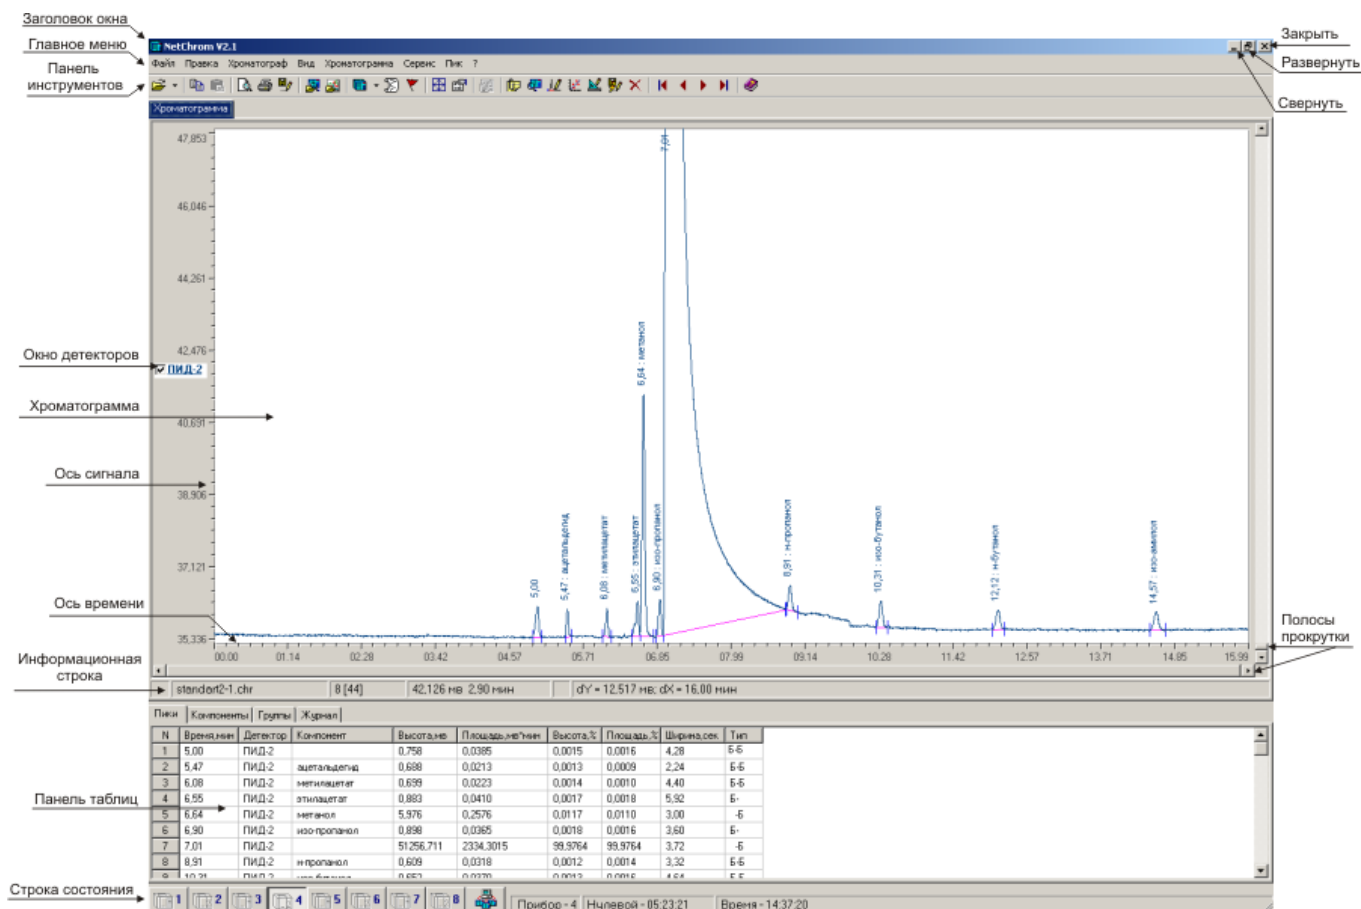 Заголовок окна
Главное меню
Панель
инструментов
Окно детекторов
Хроматограмма
Ось сигнала
Ось времени
Информационная
строка
Панель таблиц
Строка состояния
Закрыть
Развернуть
Свернуть
Полосы
прокрутки
NetChrom V2.1
Файл Правка Хроматограф Вид Хроматограмма Сервис Пик ?
Хроматограмма
47,853
46,046
44,261
42,476
ПИД-2
40,691
38,906
37,121
35,336
5,00
5,47 : ацетальдегид
6,08 : метилацетат
6,55 : этилацетат
6,64 : метанол
6,90 : изо-пропанол
7,01
8,91 : н-пропанол
10,31 : изо-бутанол
12,12 : н-бутанол
14,57 : изо-амилол
00.00 01.14 02.28 03.42 04.57 05.71 06.85 07.99 09.14 10.28 11.42 12.57 13.71 14.85 15.99
standart2-1.chr 8 [44] 42,126 мв 2,90 мин dY = 12.517 мв; dX = 16,00 мин
Пики Компоненты Группы Журнал
N Время,мин Детектор Компонент Высота,мв Площадь,мв*мин Высота,% Площадь,% Ширина,сек Тип
1 5,00 ПИД-2 0,758 0,0385 0,0015 0,0016 4,28 Б-Б
2 5,47 ПИД-2 ацетальдегид 0,688 0,0213 0,0013 0,0009 2,24 Б-Б
3 6,08 ПИД-2 метилацетат 0,699 0,0223 0,0014 0,0010 4,40 Б-Б
4 6,55 ПИД-2 этилацетат 0,883 0,0410 0,0017 0,0018 5,92 Б-
5 6,64 ПИД-2 метанол 5,976 0,2576 0,0117 0,0110 3,00 -Б
6 6,90 ПИД-2 изо-пропанол 0,898 0,0365 0,0018 0,0016 3,60 Б-
7 7,01 ПИД-2 51256,711 2334,3015 99,9764 99,9764 3,72 -Б
8 8,91 ПИД-2 н-пропанол 0,609 0,0318 0,0012 0,0014 3,32 Б-Б
1 2 3 4 5 6 7 8 Прибор - 4 Нулевой - 05:23:21 Время - 14:37:20